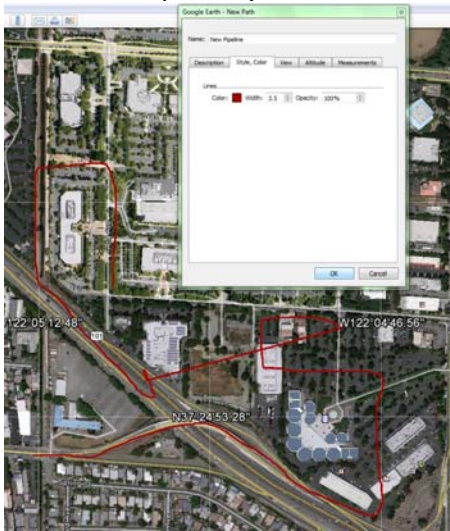 Google Earth - New Path
Name: New Pipeline
Description Style, Color View Altitude Measurements
Lines
Color: Width: 3.5 Opacity: 100%
OK Cancel
122°05'12.48"
W122°04'46.56"
101
N37°24'53.28"